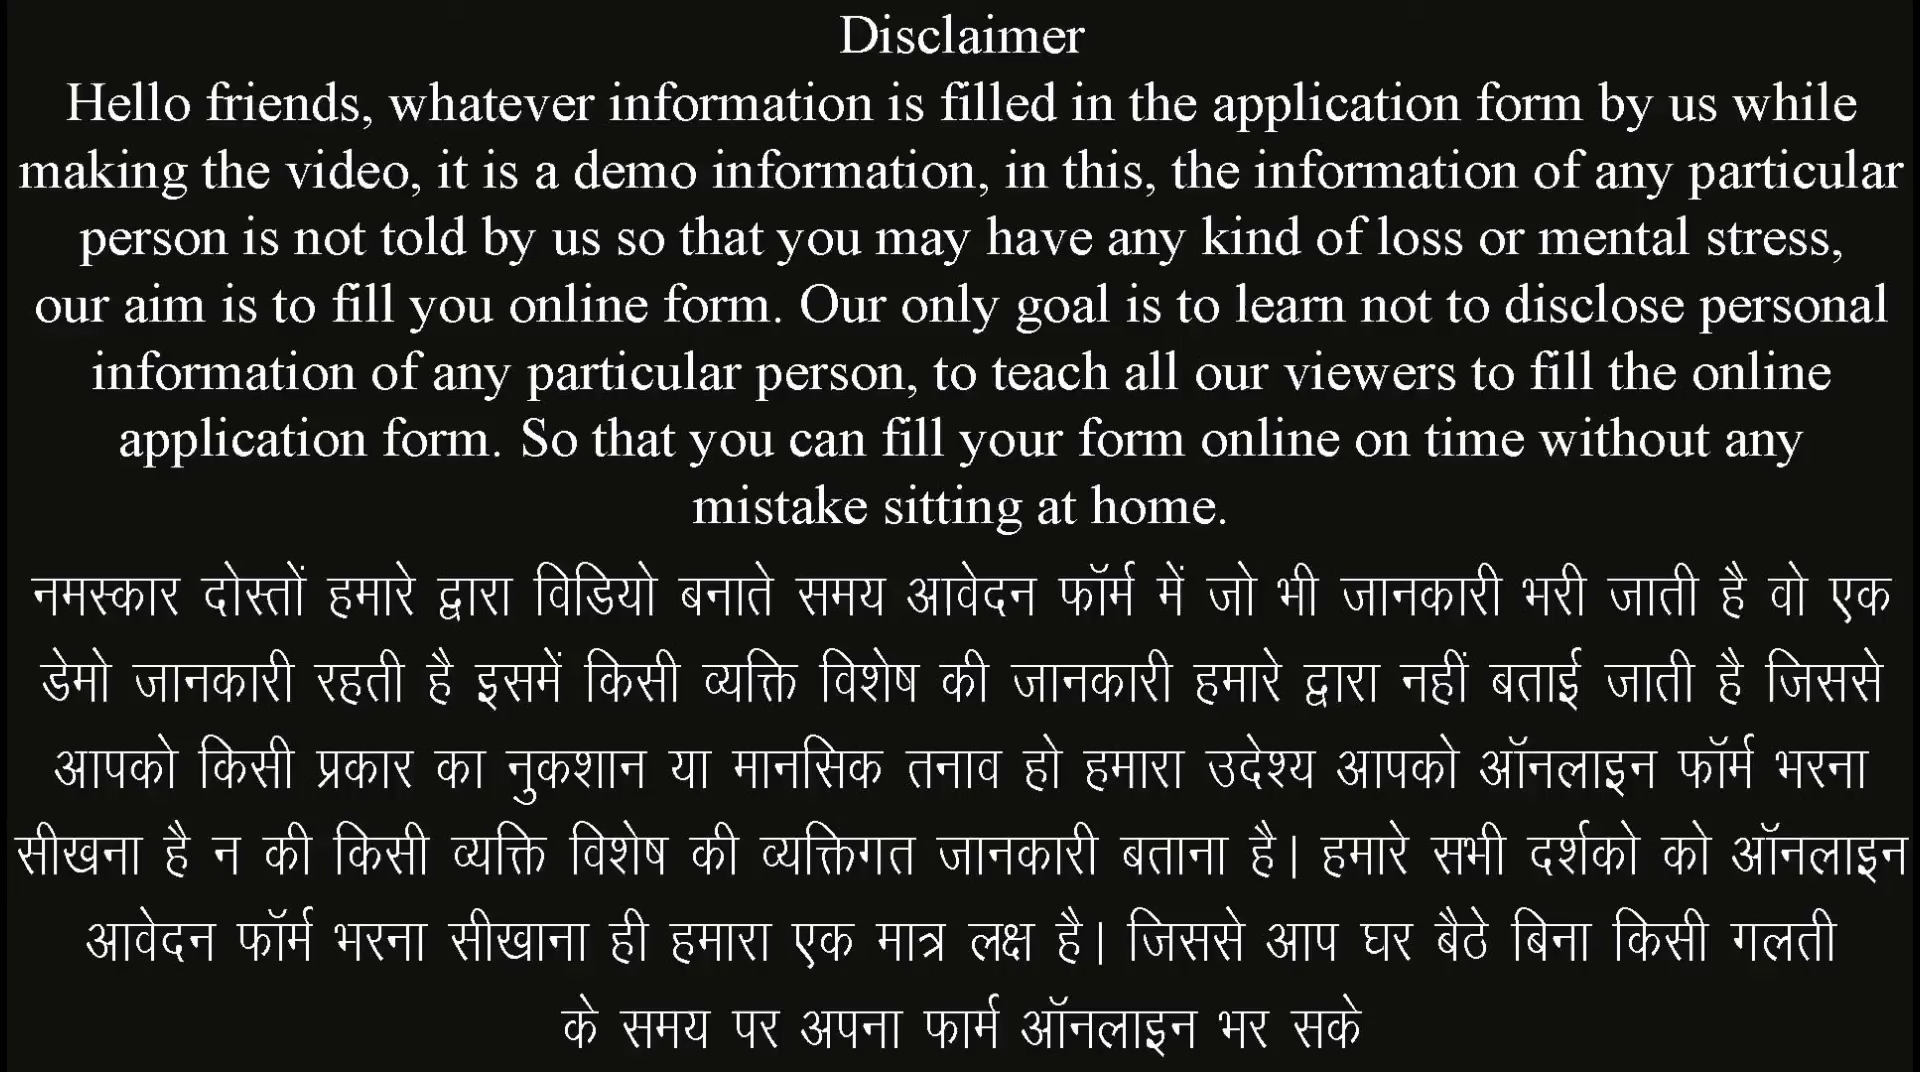 Disclaimer
Hello friends, whatever information is filled in the application form by us while
making the video, it is a demo information, in this, the information of any particular
person is not told by us so that you may have any kind of loss or mental stress,
our aim is to fill you online form. Our only goal is to learn not to disclose personal
information of any particular person, to teach all our viewers to fill the online
application form. So that you can fill your form online on time without any
mistake sitting at home.
नमस्कार दोस्तों हमारे द्वारा विडियो बनाते समय आवेदन फॉर्म में जो भी जानकारी भरी जाती है वो एक
डेमो जानकारी रहती है इसमें किसी व्यक्ति विशेष की जानकारी हमारे द्वारा नहीं बताई जाती है जिससे
आपको किसी प्रकार का नुकशान या मानसिक तनाव हो हमारा उदेश्य आपको ऑनलाइन फॉर्म भरना
सीखना है न की किसी व्यक्ति विशेष की व्यक्तिगत जानकारी बताना है| हमारे सभी दर्शको को ऑनलाइन
आवेदन फॉर्म भरना सीखाना ही हमारा एक मात्र लक्ष है| जिससे आप घर बैठे बिना किसी गलती
के समय पर अपना फार्म ऑनलाइन भर सके